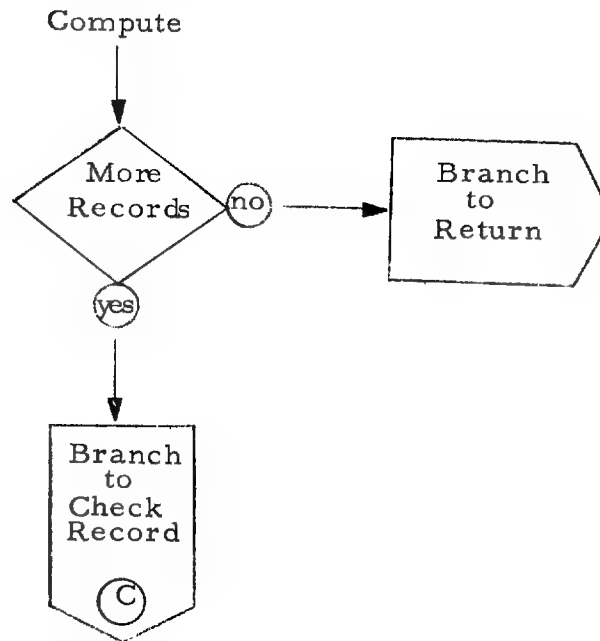 Compute
More
Records
no
Branch
to
Return
yes
Branch
to
Check
Record
C